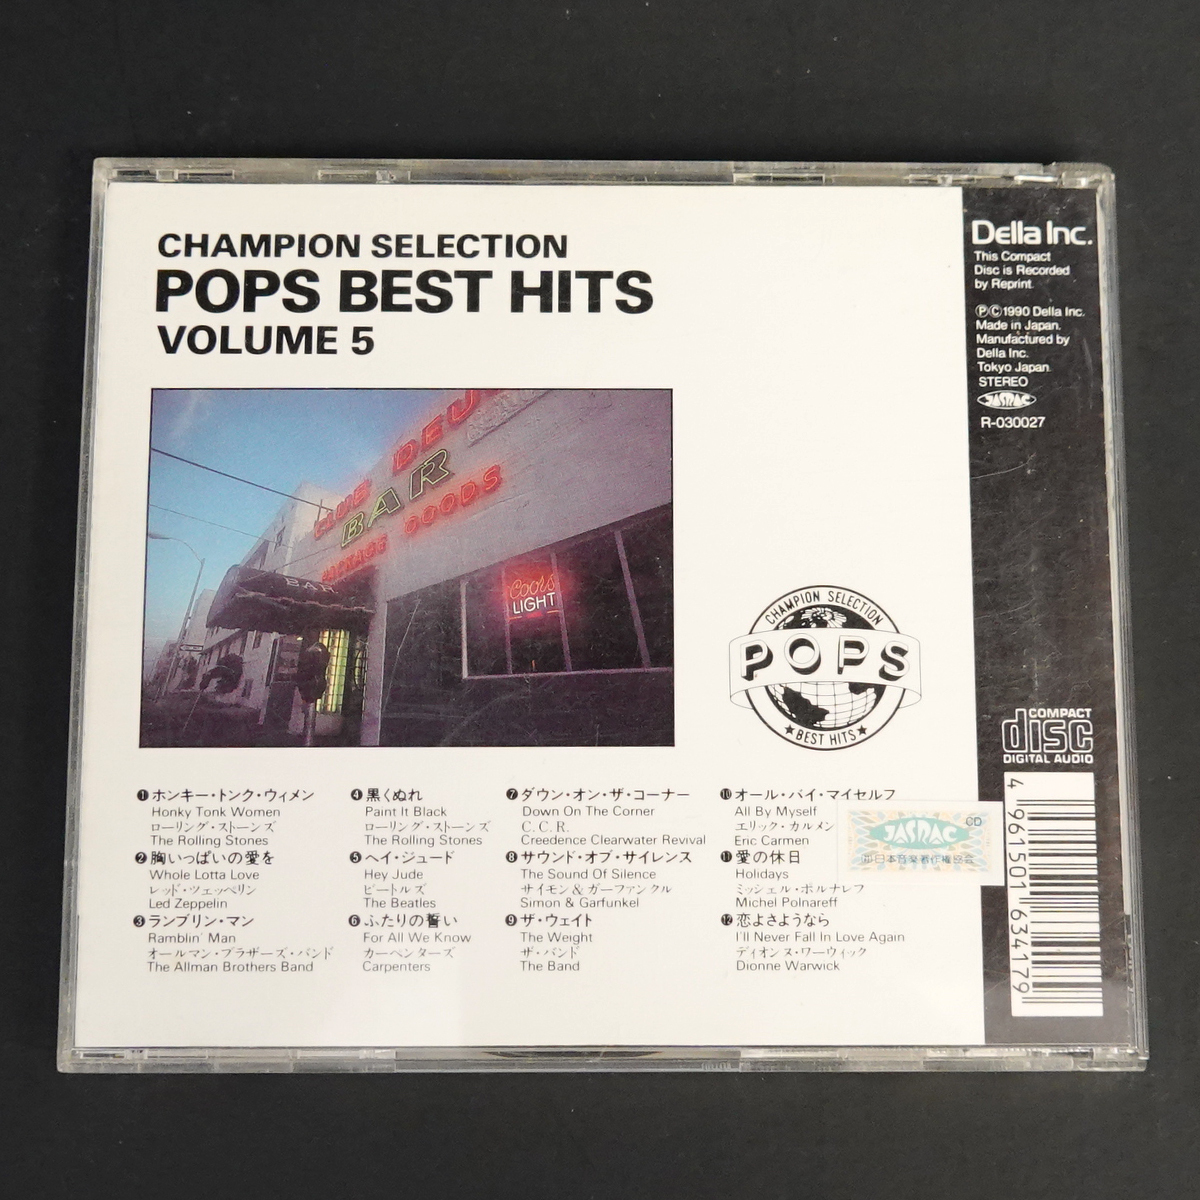 CHAMPION SELECTION
POPS BEST HITS
VOLUME 5
CLUB DEU
BAR
PACKAGE GOODS
BAR
Coors
LIGHT
CHAMPION SELECTION
POPS
★BEST HITS★
❶ホンキー・トンク・ウィメン
Honky Tonk Women
ローリング・ストーンズ
The Rolling Stones
❷胸いっぱいの愛を
Whole Lotta Love
レッド・ツェッペリン
Led Zeppelin
❸ランブリン・マン
Ramblin' Man
オールマン・ブラザーズ・バンド
The Allman Brothers Band
❹黒くぬれ
Paint It Black
ローリング・ストーンズ
The Rolling Stones
❺ヘイ・ジュード
Hey Jude
ビートルズ
The Beatles
❻ふたりの誓い
For All We Know
カーペンターズ
Carpenters
❼ダウン・オン・ザ・コーナー
Down On The Corner
C.C.R.
Creedence Clearwater Revival
❽サウンド・オブ・サイレンス
The Sound Of Silence
サイモン&ガーファンクル
Simon & Garfunkel
❾ザ・ウェイト
The Weight
ザ・バンド
The Band
❿オール・バイ・マイセルフ
All By Myself
エリック・カルメン
Eric Carmen
⓫愛の休日
Holidays
ミッシェル・ポルナレフ
Michel Polnareff
⓬恋よさようなら
I'll Never Fall In Love Again
ディオンヌ・ワーウィック
Dionne Warwick
JASRAC
CD
㈳日本音楽著作権協会
Della Inc.
This Compact
Disc is Recorded
by Reprint.
ⓅⒸ1990 Della Inc.
Made in Japan.
Manufactured by
Della Inc.
Tokyo Japan.
STEREO
JASRAC
R-030027
COMPACT
disc
DIGITAL AUDIO
4 961501 634179